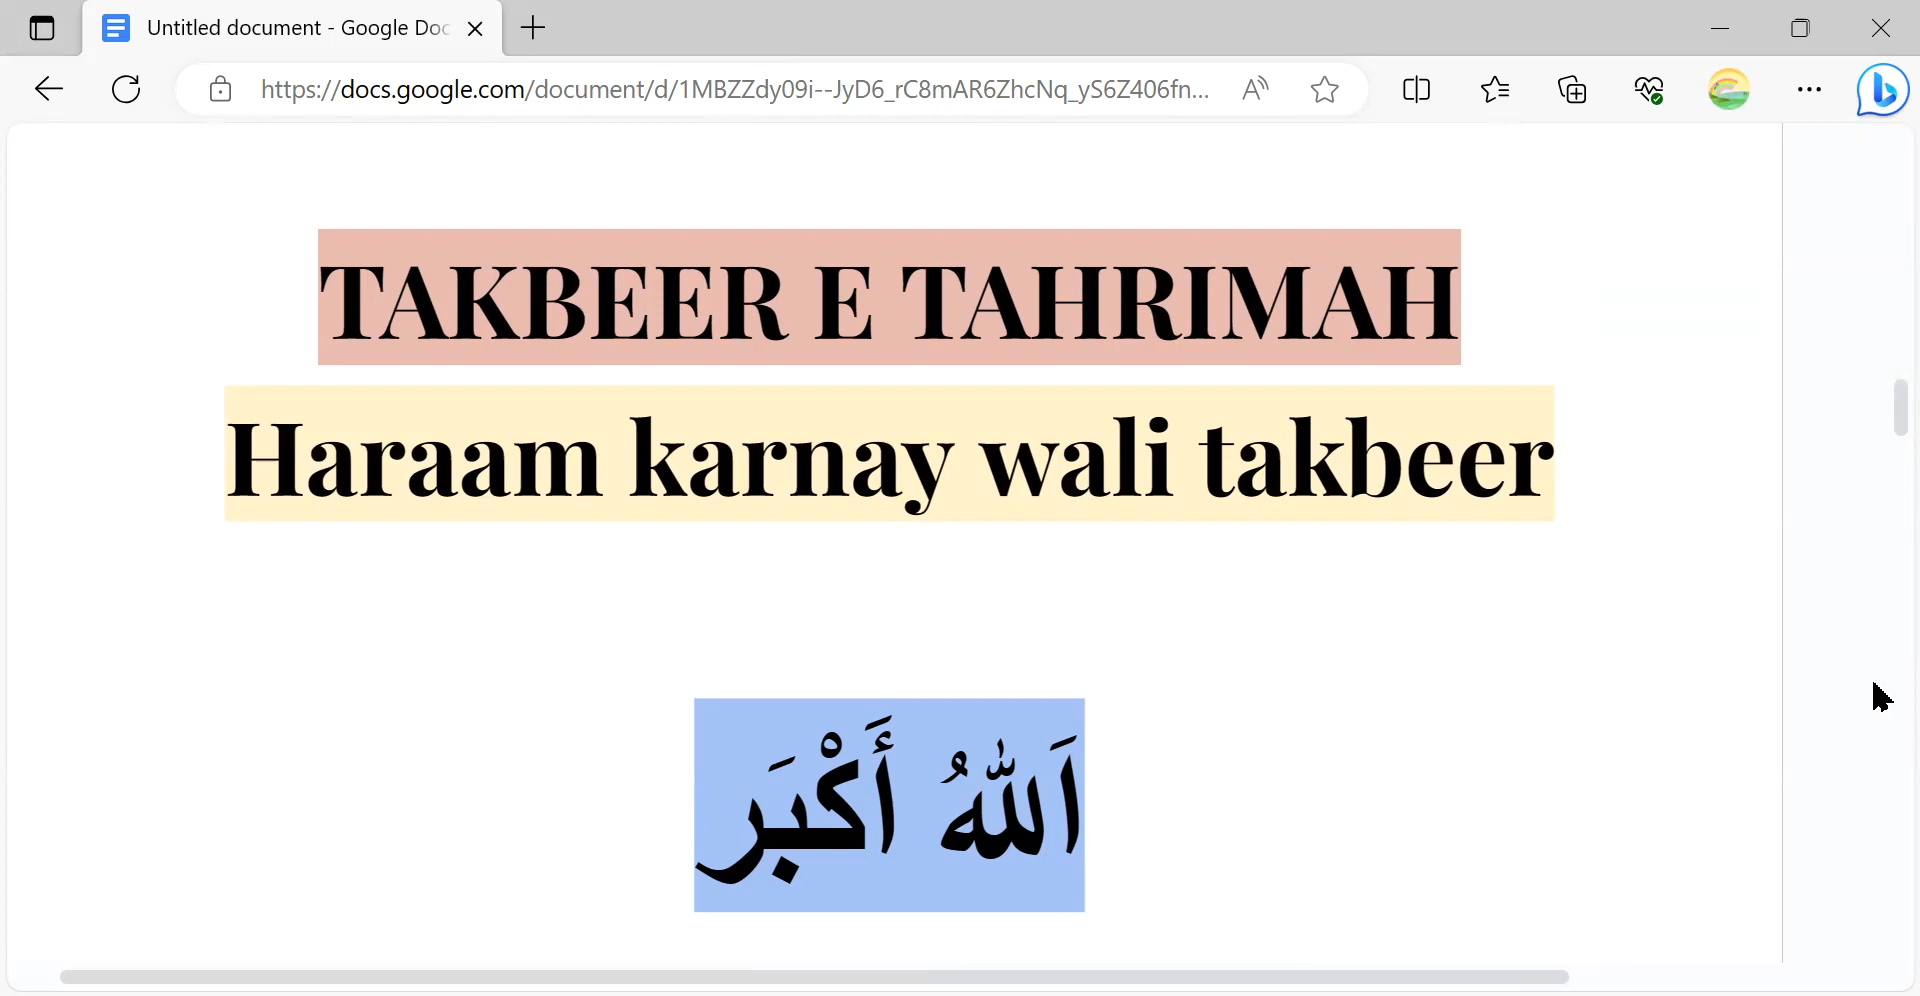 Untitled document - Google Doc
https://docs.google.com/document/d/1MBZZdy09i--JyD6_rC8mAR6ZhcNq_yS6Z406fn...
TAKBEER E TAHRIMAH
Haraam karnay wali takbeer
اَللّٰهُ أَكْبَر